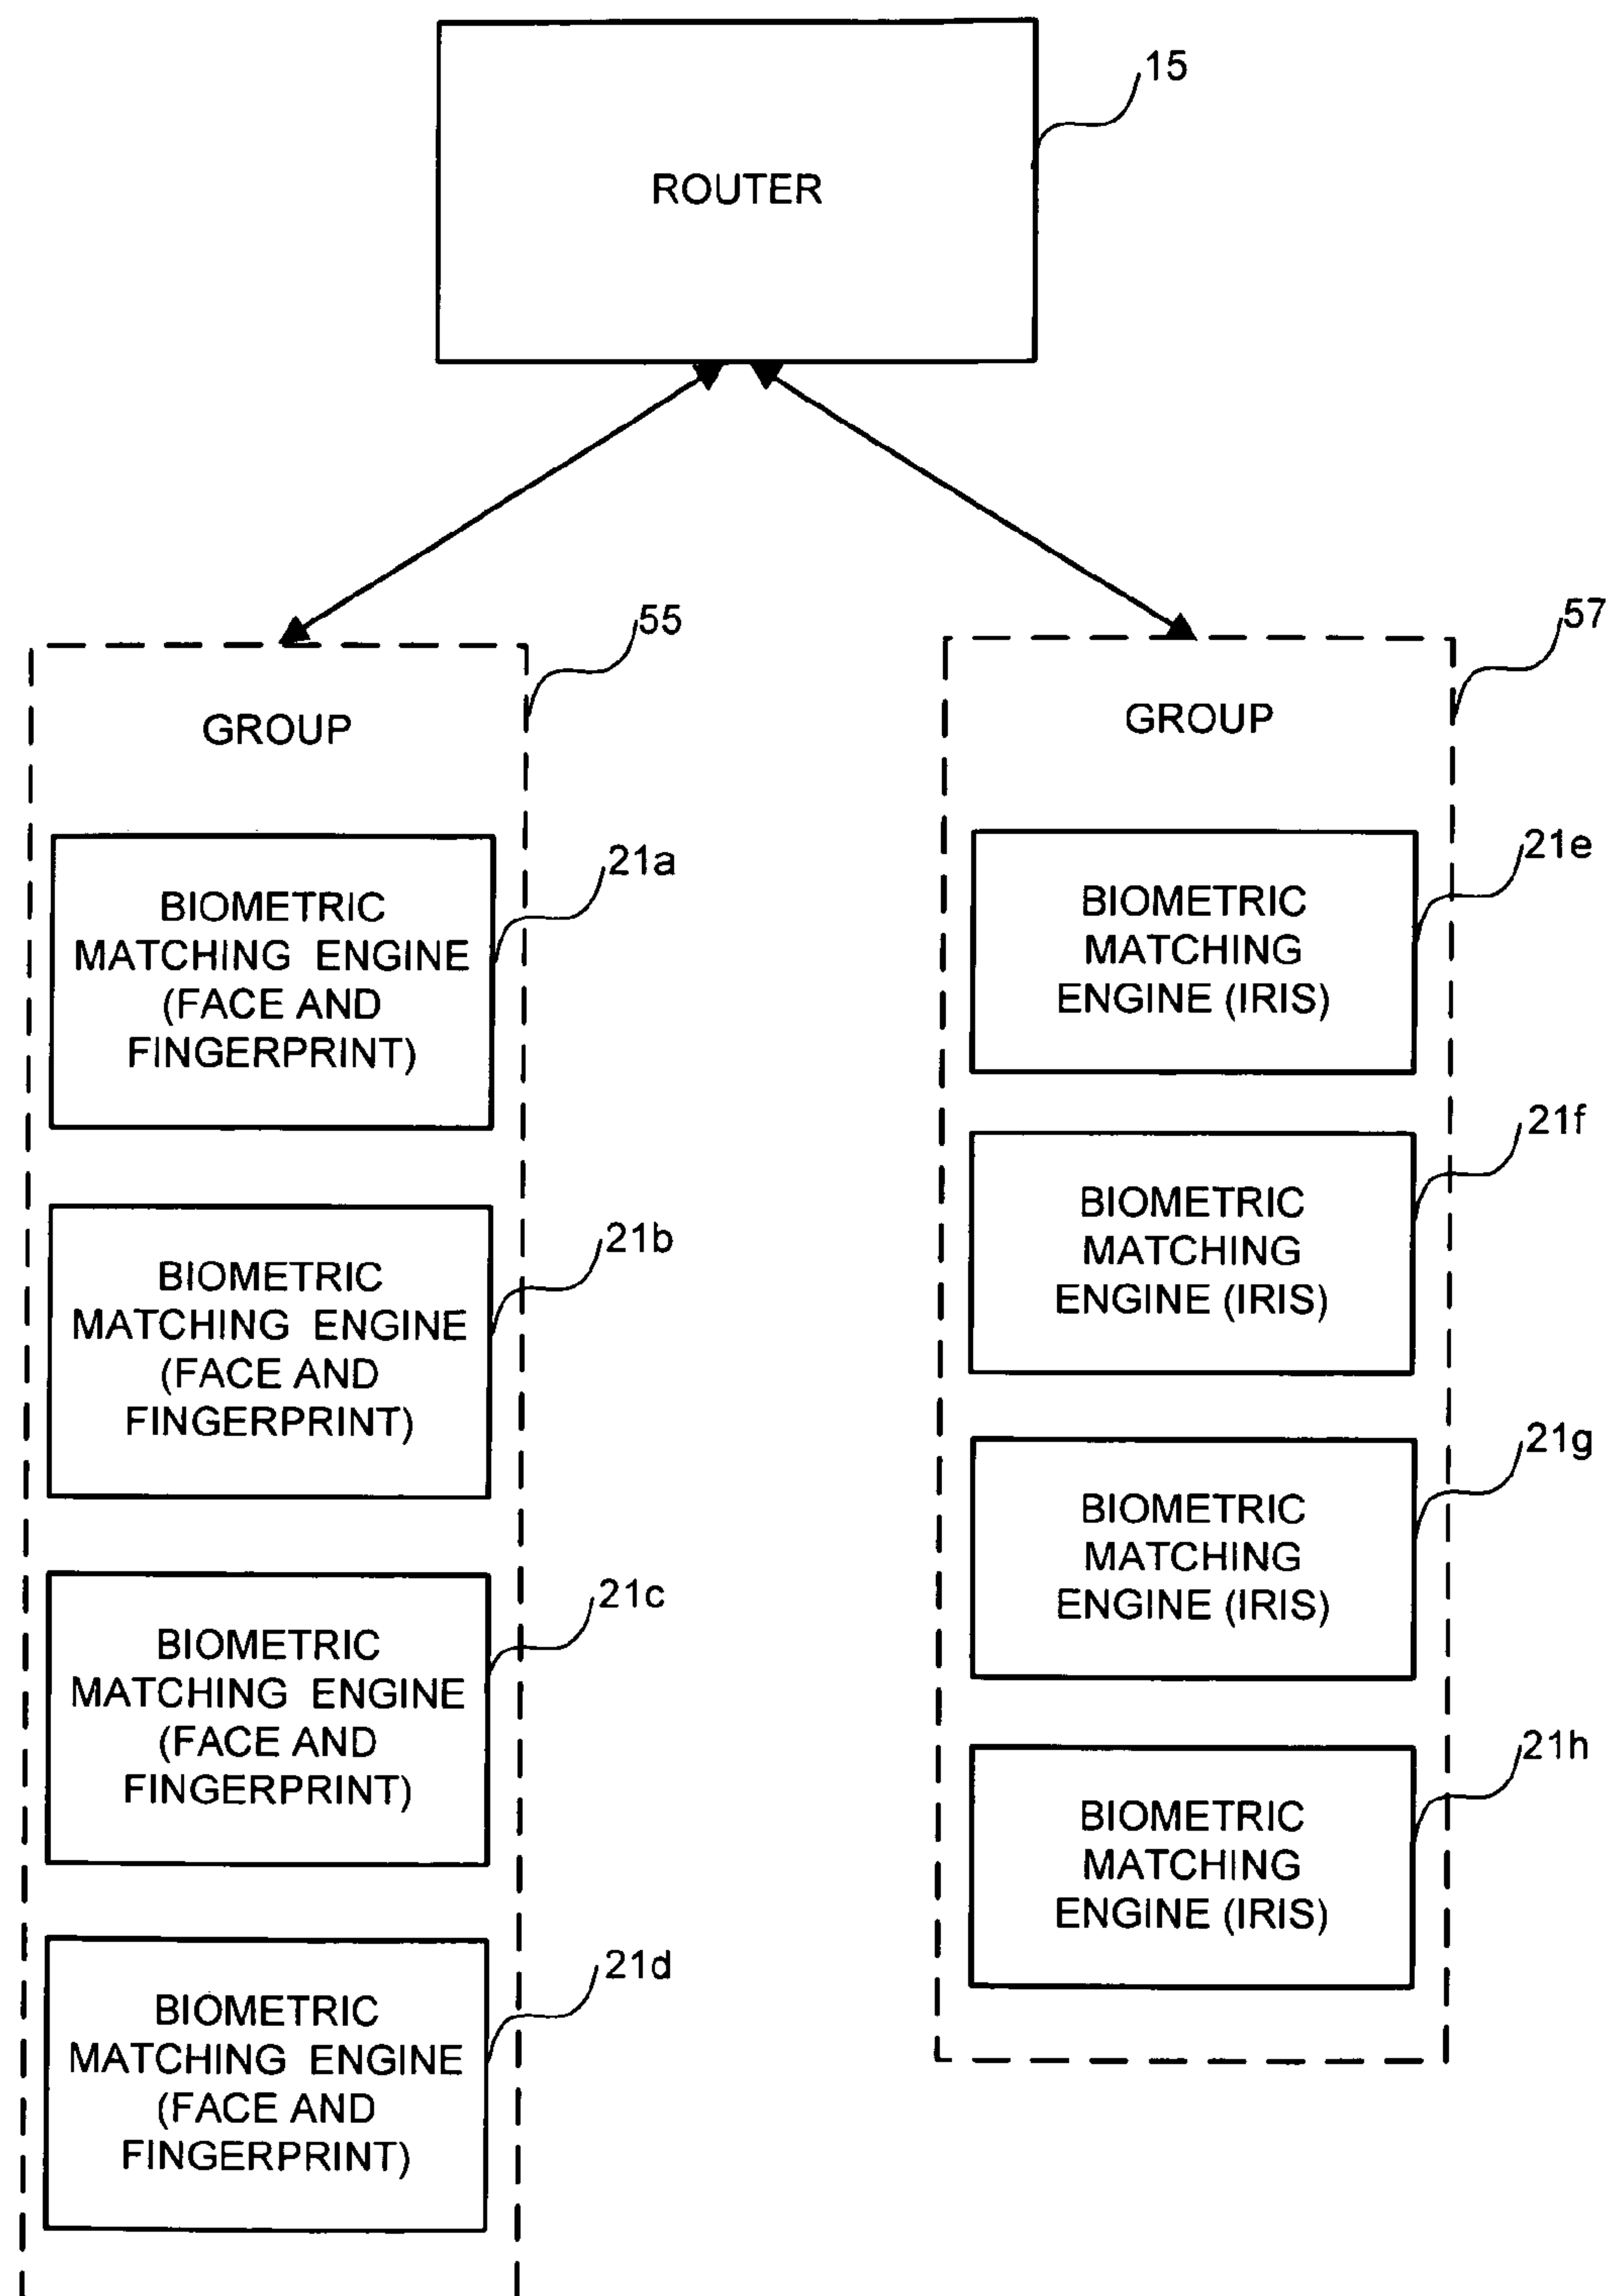 15
ROUTER
55
GROUP
21a
BIOMETRIC
MATCHING ENGINE
(FACE AND
FINGERPRINT)
21b
BIOMETRIC
MATCHING ENGINE
(FACE AND
FINGERPRINT)
21c
BIOMETRIC
MATCHING ENGINE
(FACE AND
FINGERPRINT)
21d
BIOMETRIC
MATCHING ENGINE
(FACE AND
FINGERPRINT)
57
GROUP
21e
BIOMETRIC
MATCHING
ENGINE (IRIS)
21f
BIOMETRIC
MATCHING
ENGINE (IRIS)
21g
BIOMETRIC
MATCHING
ENGINE (IRIS)
21h
BIOMETRIC
MATCHING
ENGINE (IRIS)